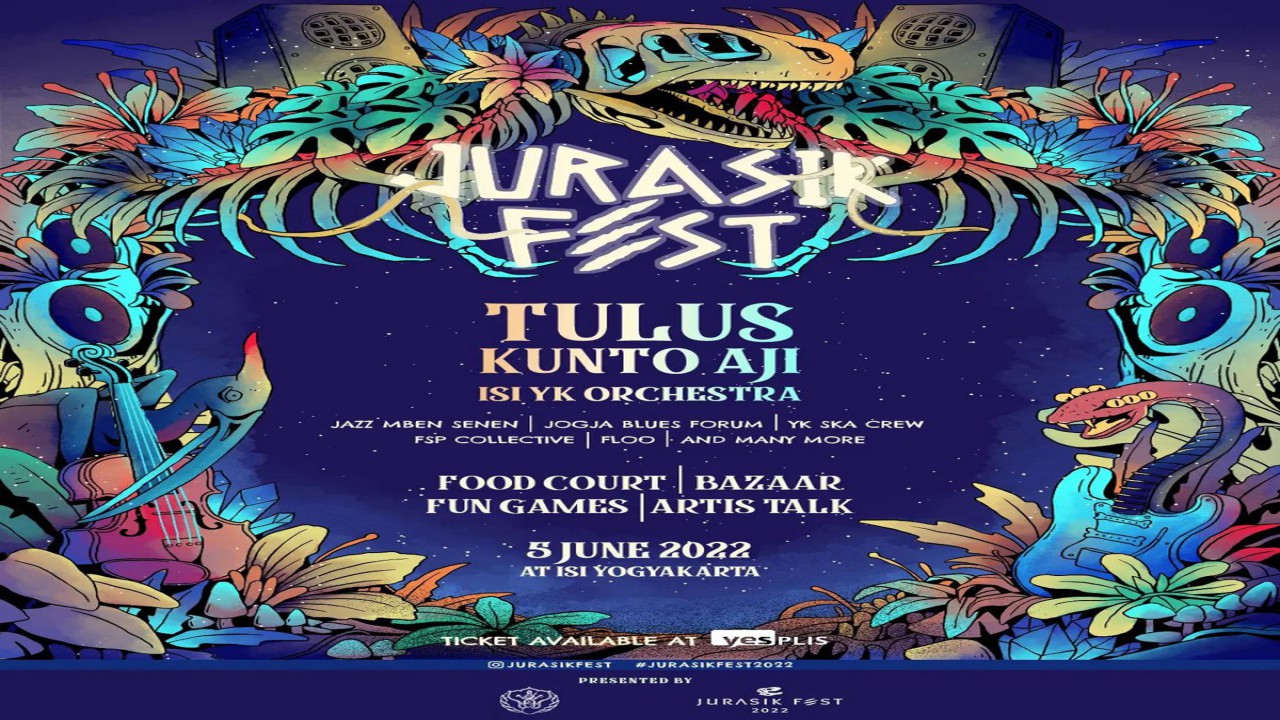 JURASIK
FEST
TULUS
KUNTO AJI
ISI YK ORCHESTRA
JAZZ MBEN SENEN | JOGJA BLUES FORUM | YK SKA CREW
FSP COLLECTIVE | FLOO | AND MANY MORE
FOOD COURT | BAZAAR
FUN GAMES | ARTIS TALK
5 JUNE 2022
AT ISI YOGYAKARTA
TICKET AVAILABLE AT yesPLIS
@JURASIKFEST #JURASIKFEST2022
PRESENTED BY
JURASIK FEST
2022